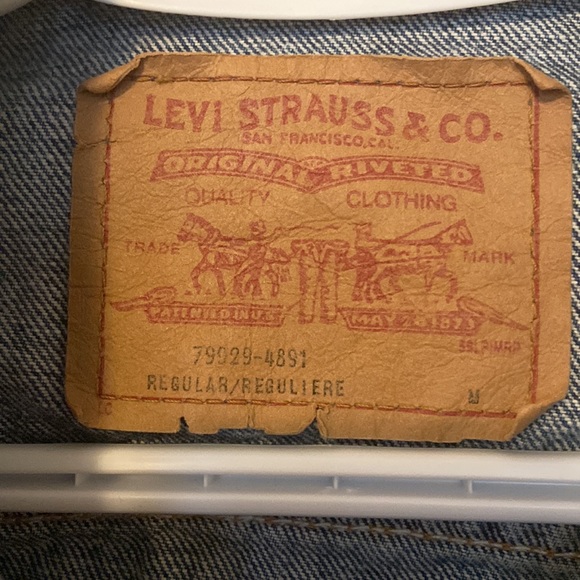 LEVI STRAUSS & CO.
SAN FRANCISCO, CAL.
ORIGINAL RIVETED
QUALITY CLOTHING
TRADE MARK
PATENTED IN U.S. MAY 20 1873
79929-4891
REGULAR/REGULIERE M